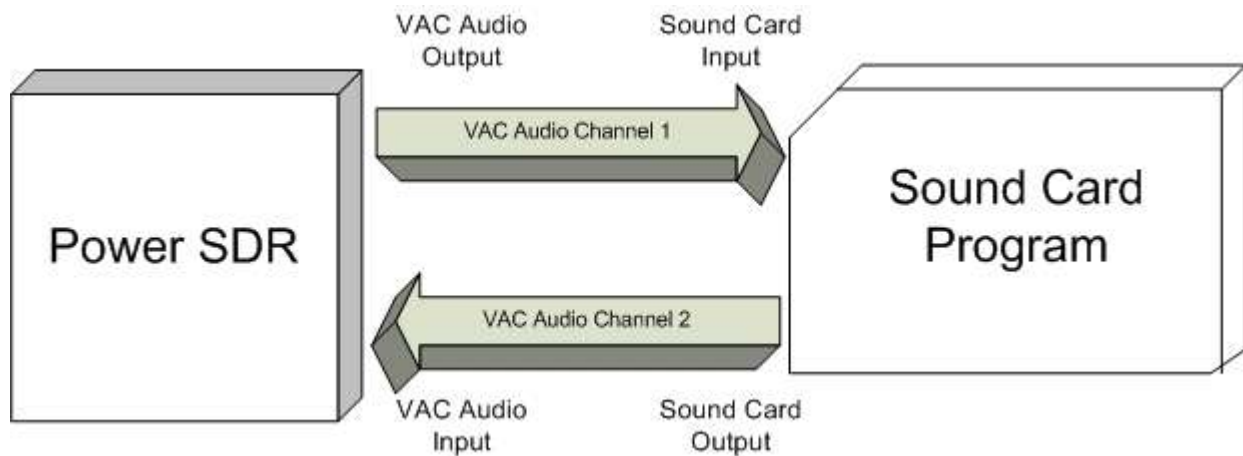 VAC Audio
Output
Sound Card
Input
VAC Audio Channel 1
Power SDR
Sound Card
Program
VAC Audio Channel 2
VAC Audio
Input
Sound Card
Output